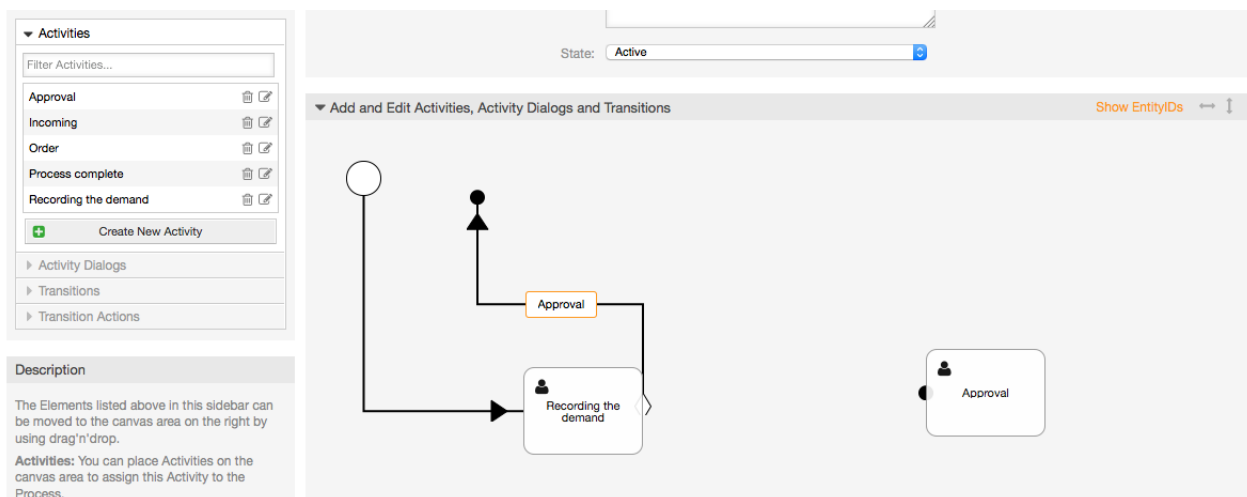 Activities
Filter Activities...
Approval
Incoming
Order
Process complete
Recording the demand
Create New Activity
Activity Dialogs
Transitions
Transition Actions
Description
The Elements listed above in this sidebar can
be moved to the canvas area on the right by
using drag'n'drop.
Activities: You can place Activities on the
canvas area to assign this Activity to the
Process.
State: Active
Add and Edit Activities, Activity Dialogs and Transitions
Show EntityIDs
Approval
Recording the
demand
Approval